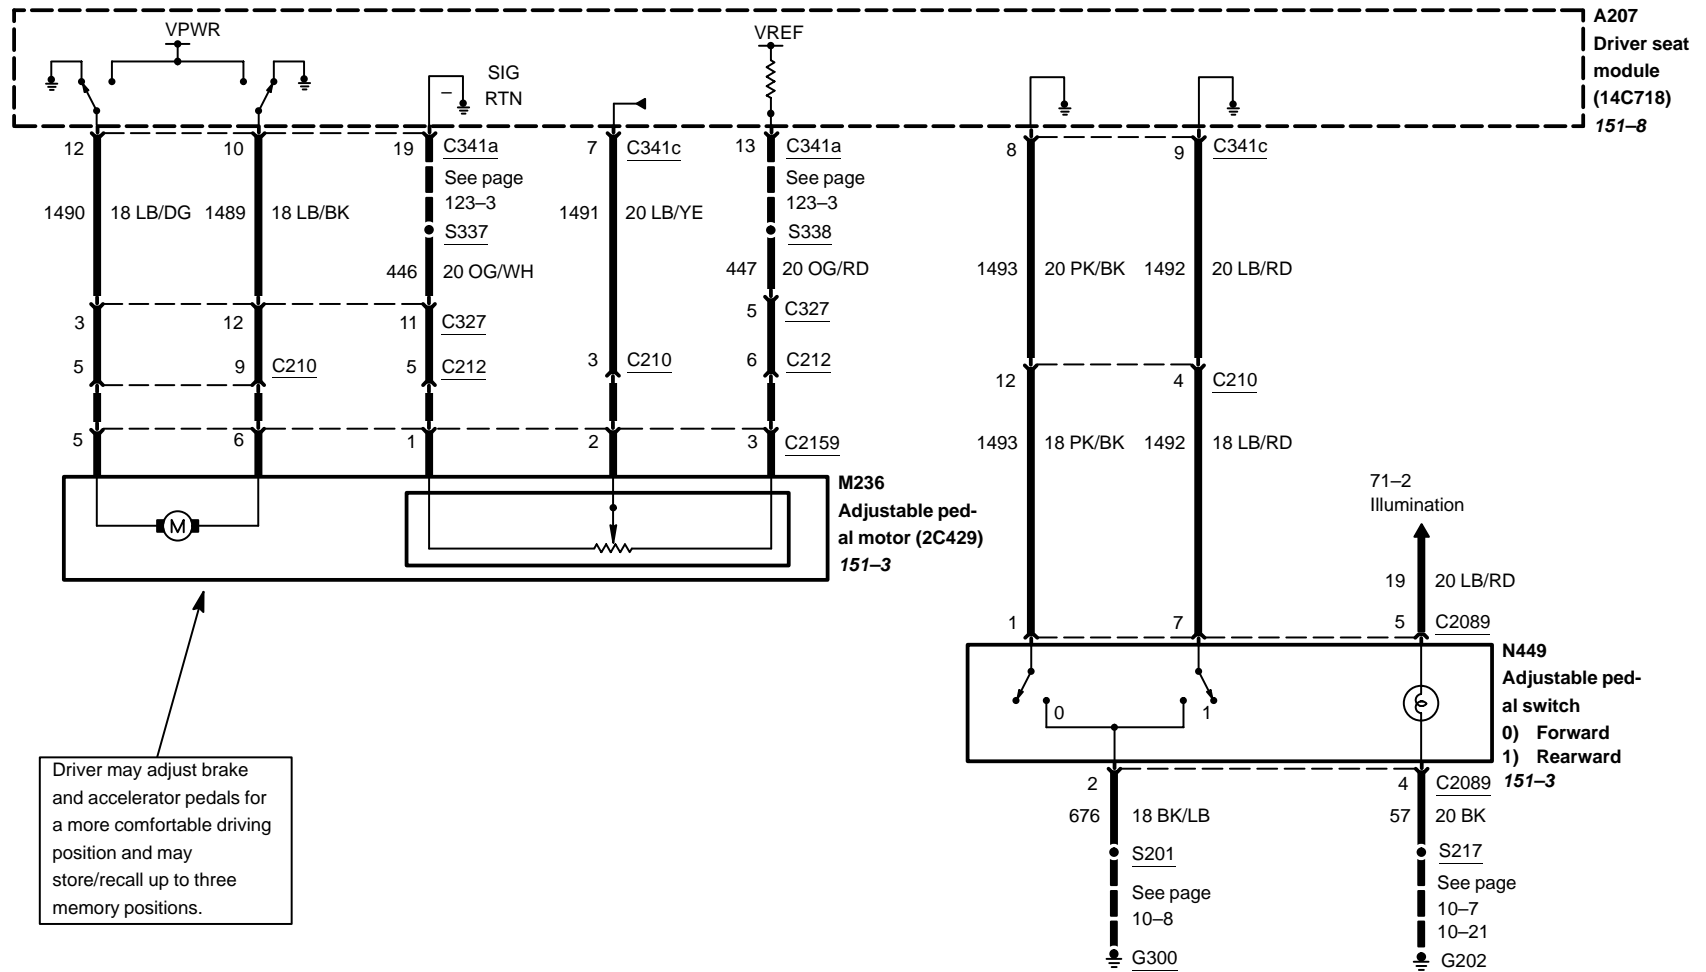 VPWR
VREF
SIG
RTN
A207
Driver seat
module
(14C718)
151–8
12
10
19
C341a
7
C341c
13
C341a
8
9
C341c
See page
123–3
See page
123–3
1490
18 LB/DG
1489
18 LB/BK
1491
20 LB/YE
S337
S338
446
20 OG/WH
447
20 OG/RD
1493
20 PK/BK
1492
20 LB/RD
3
12
11
C327
5
C327
5
9
C210
5
C212
3
C210
6
C212
12
4
C210
5
6
1
2
3
C2159
1493
18 PK/BK
1492
18 LB/RD
M
M236
Adjustable ped-
al motor (2C429)
151–3
71–2
Illumination
19
20 LB/RD
1
7
5
C2089
N449
Adjustable ped-
al switch
0) Forward
1) Rearward
151–3
0
1
2
4
C2089
676
18 BK/LB
57
20 BK
S201
S217
See page
10–8
See page
10–7
10–21
G300
G202
Driver may adjust brake
and accelerator pedals for
a more comfortable driving
position and may
store/recall up to three
memory positions.